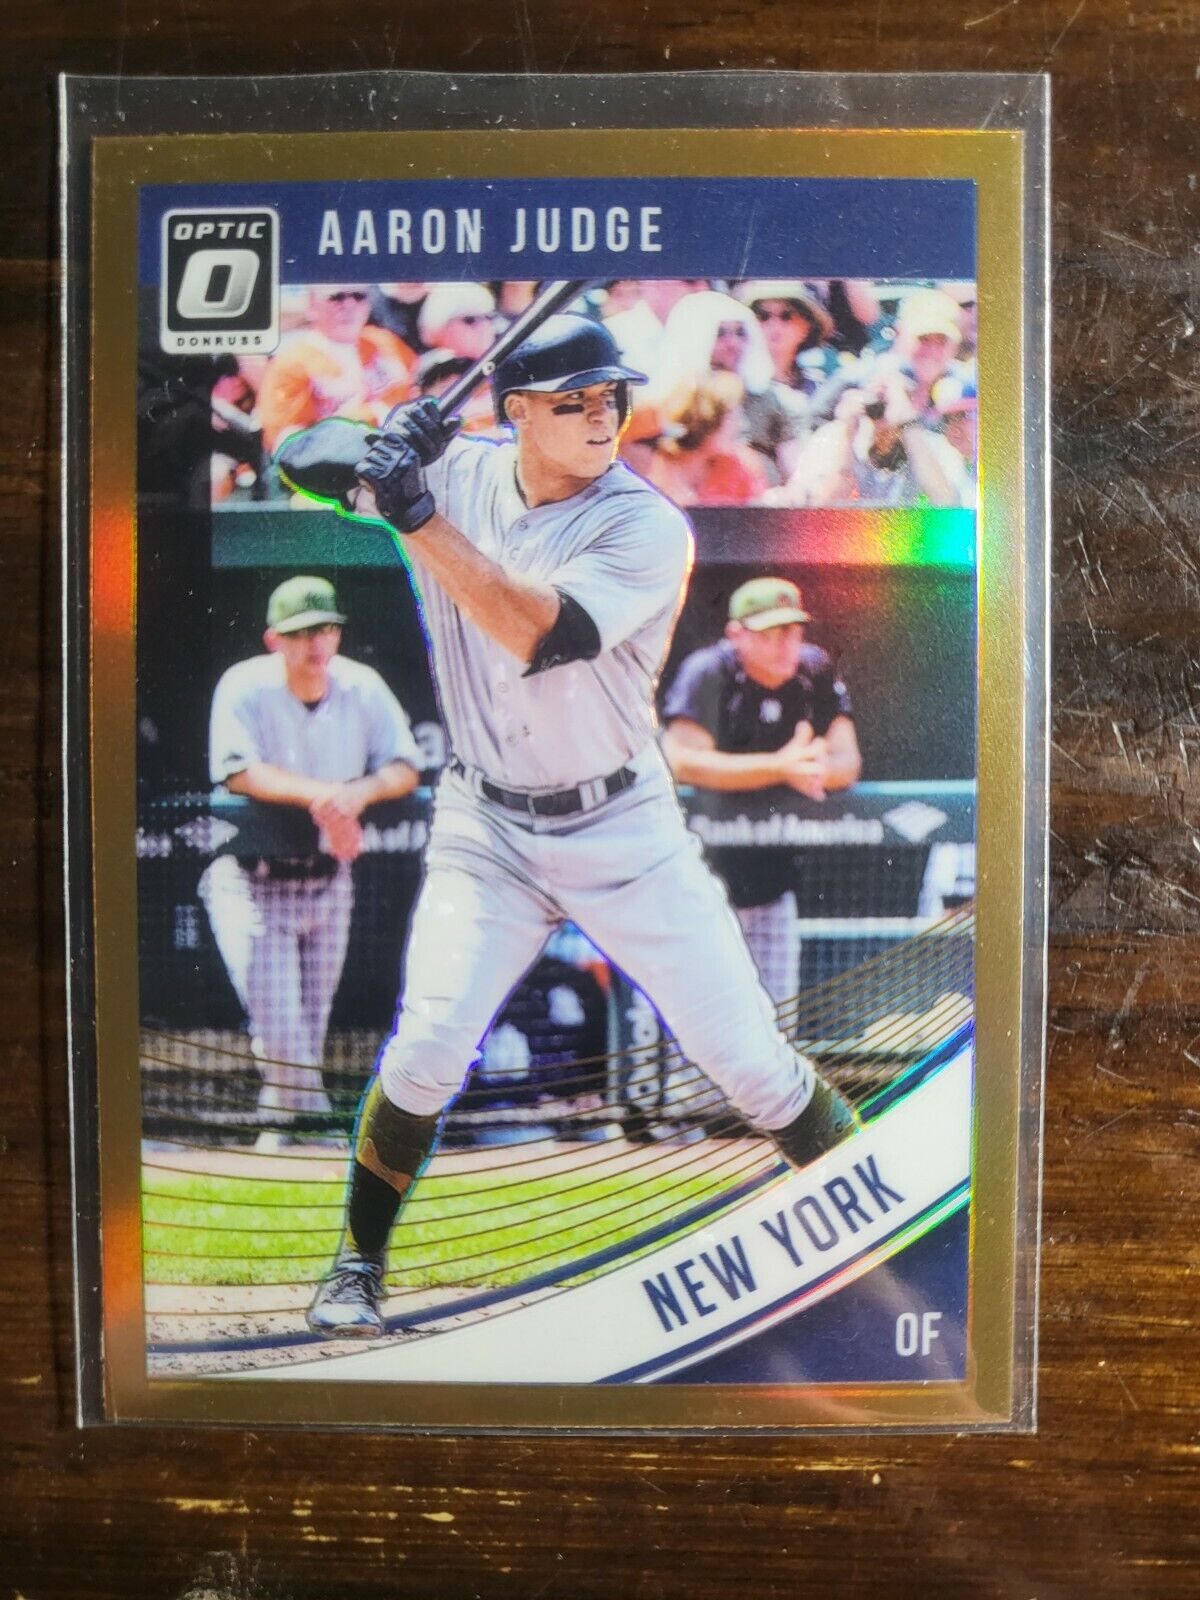 OPTIC
O
DONRUSS
AARON JUDGE
Bank of America
NEW YORK
OF